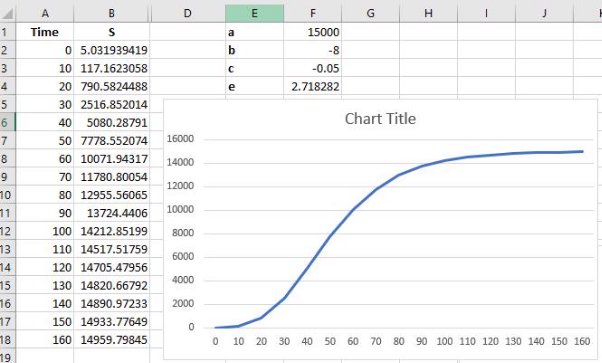 A B D E F G H I J
1 Time S a 15000
2 0 5.031939419 b -8
3 10 117.1623058 c -0.05
4 20 790.5824488 e 2.718282
5 30 2516.852014
6 40 5080.28791
7 50 7778.552074
8 60 10071.94317
9 70 11780.80054
10 80 12955.56065
11 90 13724.4406
12 100 14212.85199
13 110 14517.51759
14 120 14705.47956
15 130 14820.66792
16 140 14890.97233
17 150 14933.77649
18 160 14959.79845
19
Chart Title
16000
14000
12000
10000
8000
6000
4000
2000
0
0 10 20 30 40 50 60 70 80 90 100 110 120 130 140 150 160